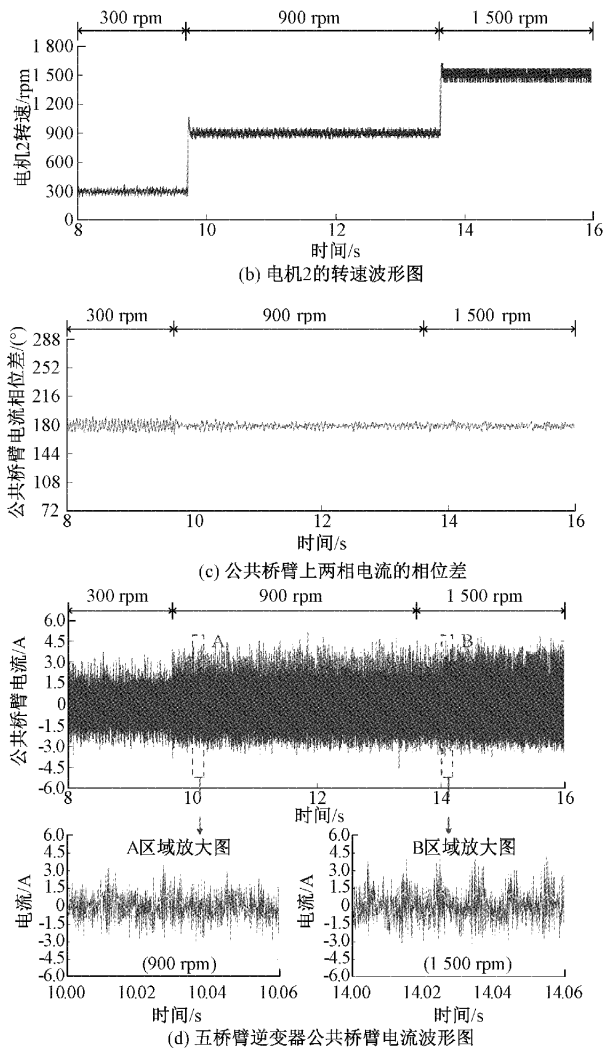 300 rpm 900 rpm 1 500 rpm
1 800
1 500
1 200
900
600
300
0
电机2转速/rpm
8 10 12 14 16
时间/s
(b) 电机2的转速波形图
300 rpm 900 rpm 1 500 rpm
288
252
216
180
144
108
72
公共桥臂电流相位差/(°)
8 10 12 14 16
时间/s
(c) 公共桥臂上两相电流的相位差
300 rpm 900 rpm 1 500 rpm
6.0
4.5
3.0
1.5
0
-1.5
-3.0
-4.5
-6.0
公共桥臂电流/A
A B
8 10 12 14 16
时间/s
A区域放大图
6.0
4.5
3.0
1.5
0
-1.5
-3.0
-4.5
-6.0
电流/A
(900 rpm)
10.00 10.02 10.04 10.06
时间/s
B区域放大图
6.0
4.5
3.0
1.5
0
-1.5
-3.0
-4.5
-6.0
电流/A
(1 500 rpm)
14.00 14.02 14.04 14.06
时间/s
(d) 五桥臂逆变器公共桥臂电流波形图